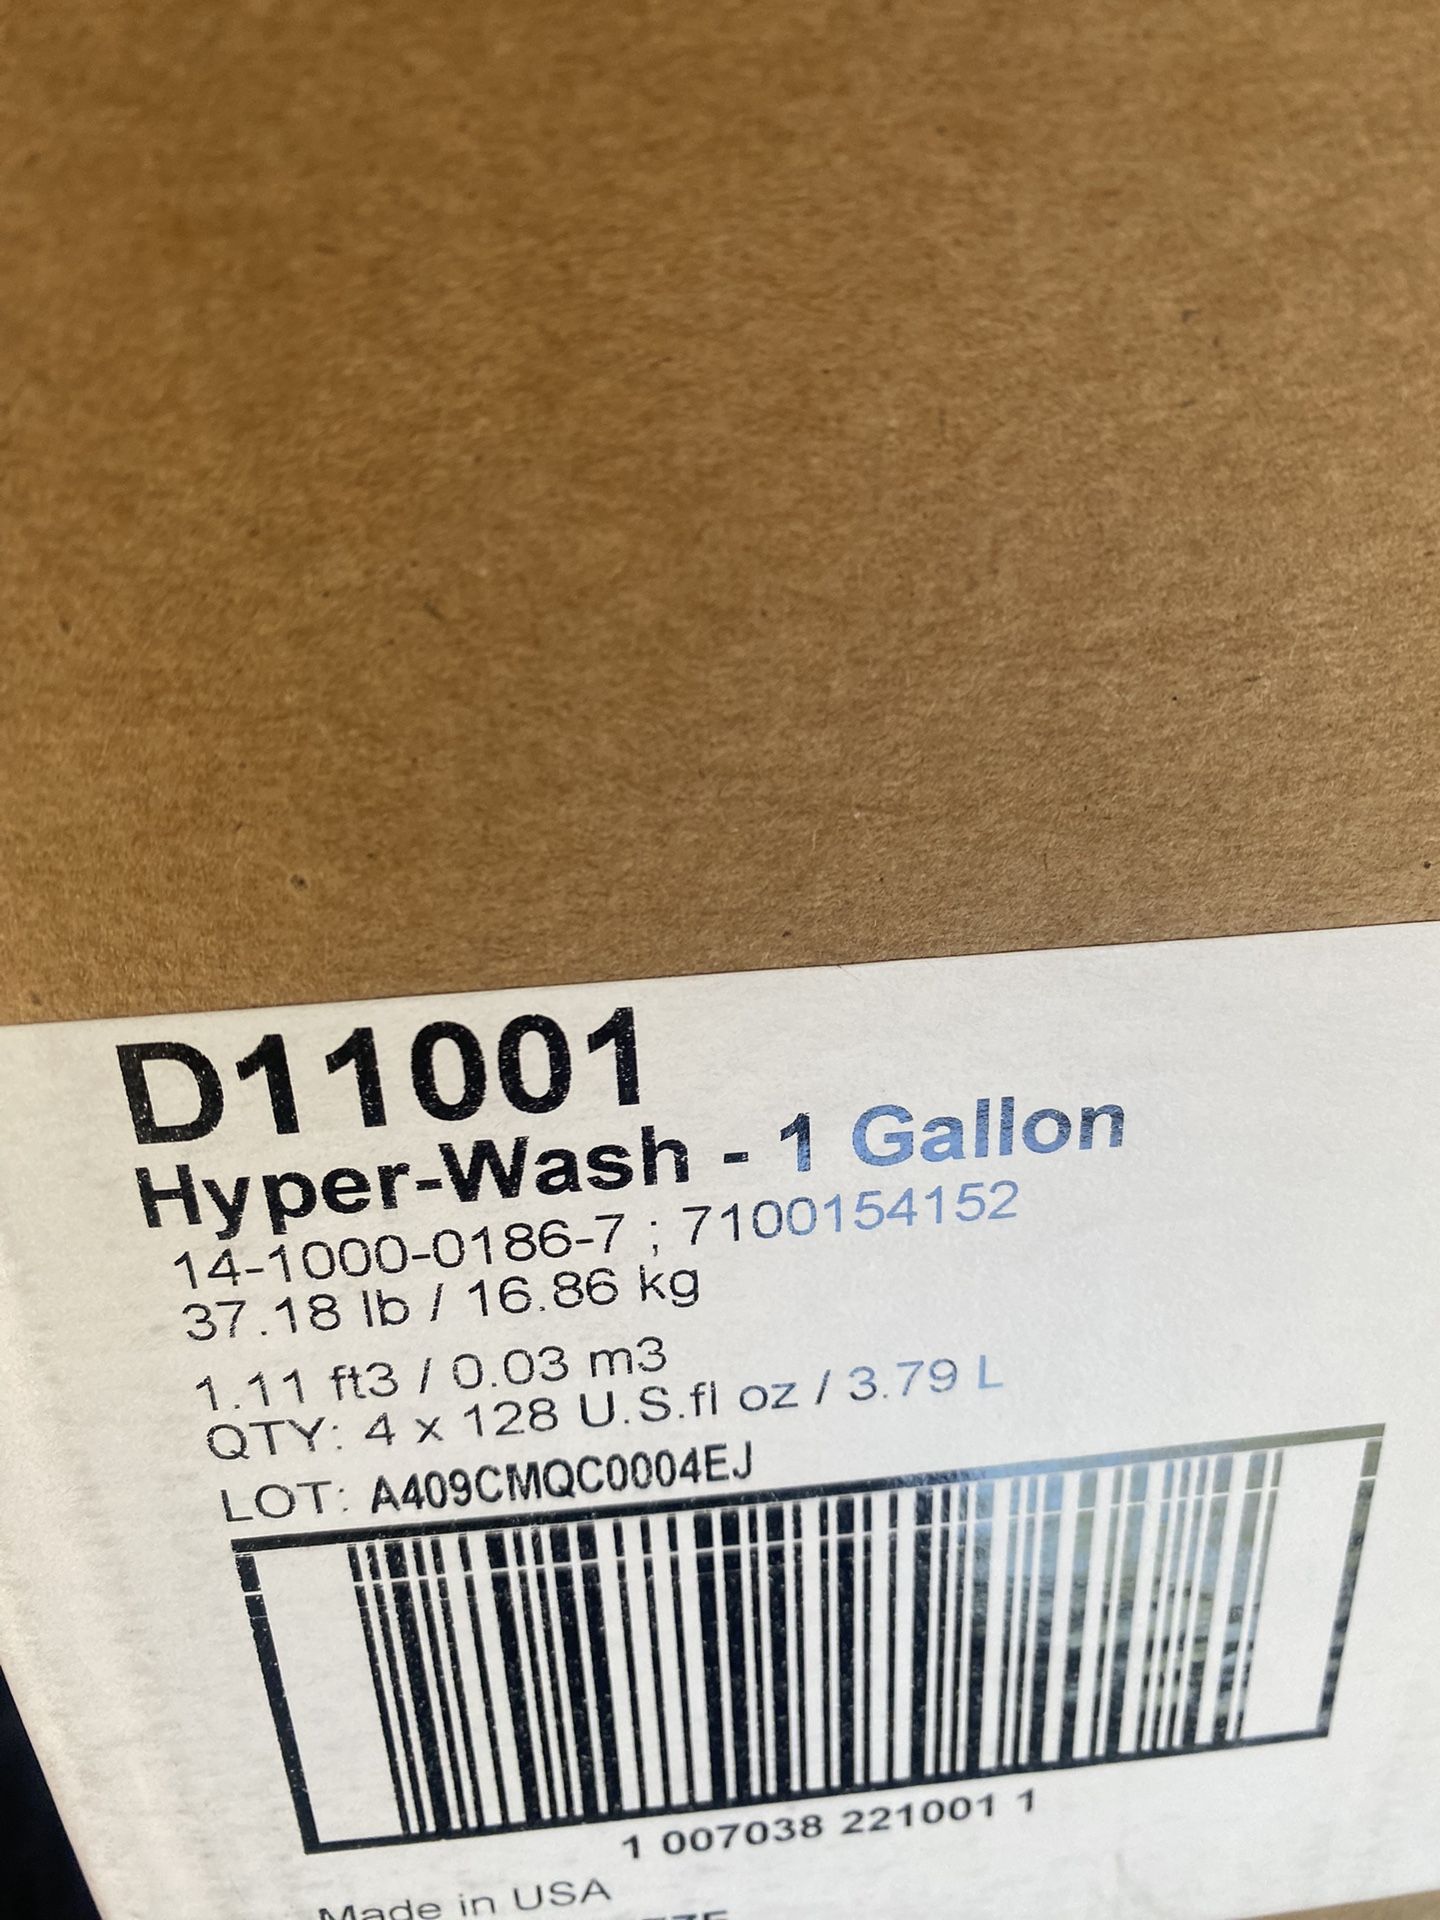 D11001
Hyper-Wash - 1 Gallon
14-1000-0186-7 ; 7100154152
37.18 lb / 16.86 kg
1.11 ft3 / 0.03 m3
QTY: 4 x 128 U.S.fl oz / 3.79 L
LOT: A409CMQC0004EJ
1 007038 221001 1
Made in USA